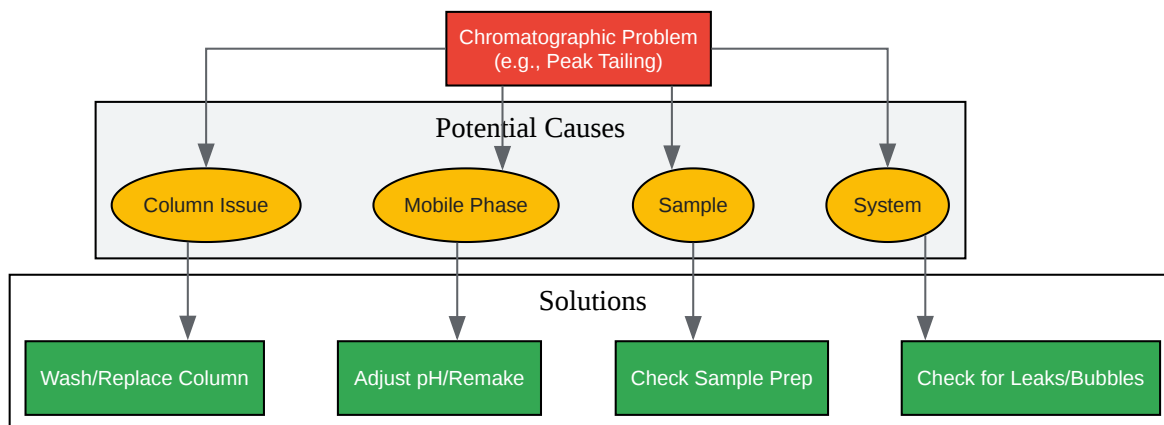 Chromatographic Problem
(e.g., Peak Tailing)
Potential Causes
Column Issue
Mobile Phase
Sample
System
Solutions
Wash/Replace Column
Adjust pH/Remake
Check Sample Prep
Check for Leaks/Bubbles